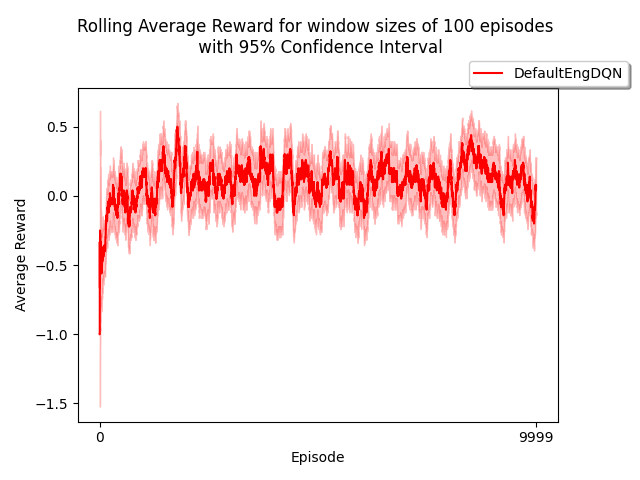 Rolling Average Reward for window sizes of 100 episodes
with 95% Confidence Interval
DefaultEngDQN
0.5
0.0
−0.5
−1.0
−1.5
Average Reward
0
9999
Episode